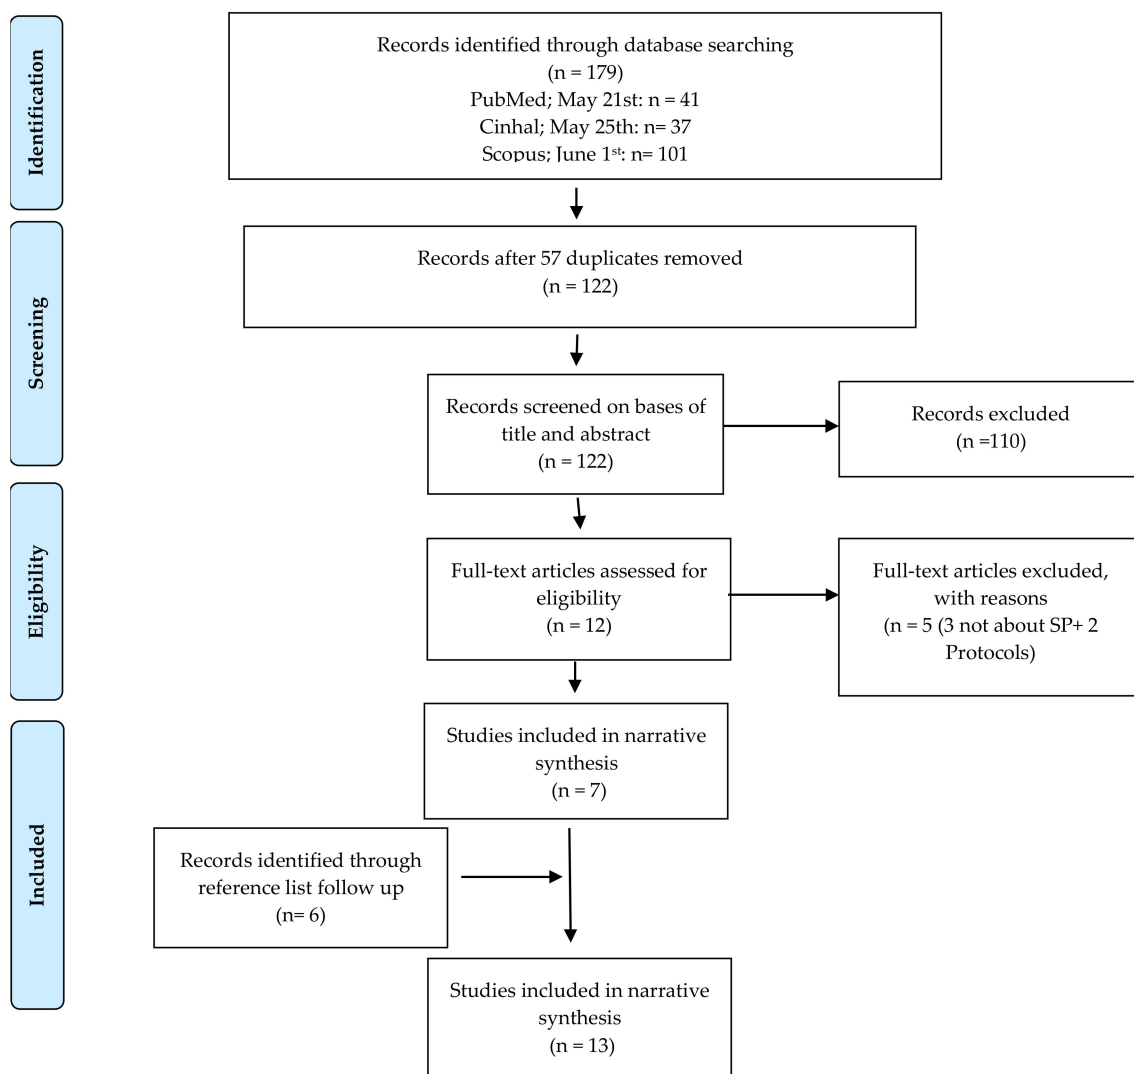 Identification
Records identified through database searching
(n = 179)
PubMed; May 21st: n = 41
Cinhal; May 25th: n= 37
Scopus; June 1st: n= 101
Screening
Records after 57 duplicates removed
(n = 122)
Records screened on bases of
title and abstract
(n = 122)
Records excluded
(n =110)
Eligibility
Full-text articles assessed for
eligibility
(n = 12)
Full-text articles excluded,
with reasons
(n = 5 (3 not about SP+ 2
Protocols)
Included
Studies included in narrative
synthesis
(n = 7)
Records identified through
reference list follow up
(n= 6)
Studies included in narrative
synthesis
(n = 13)